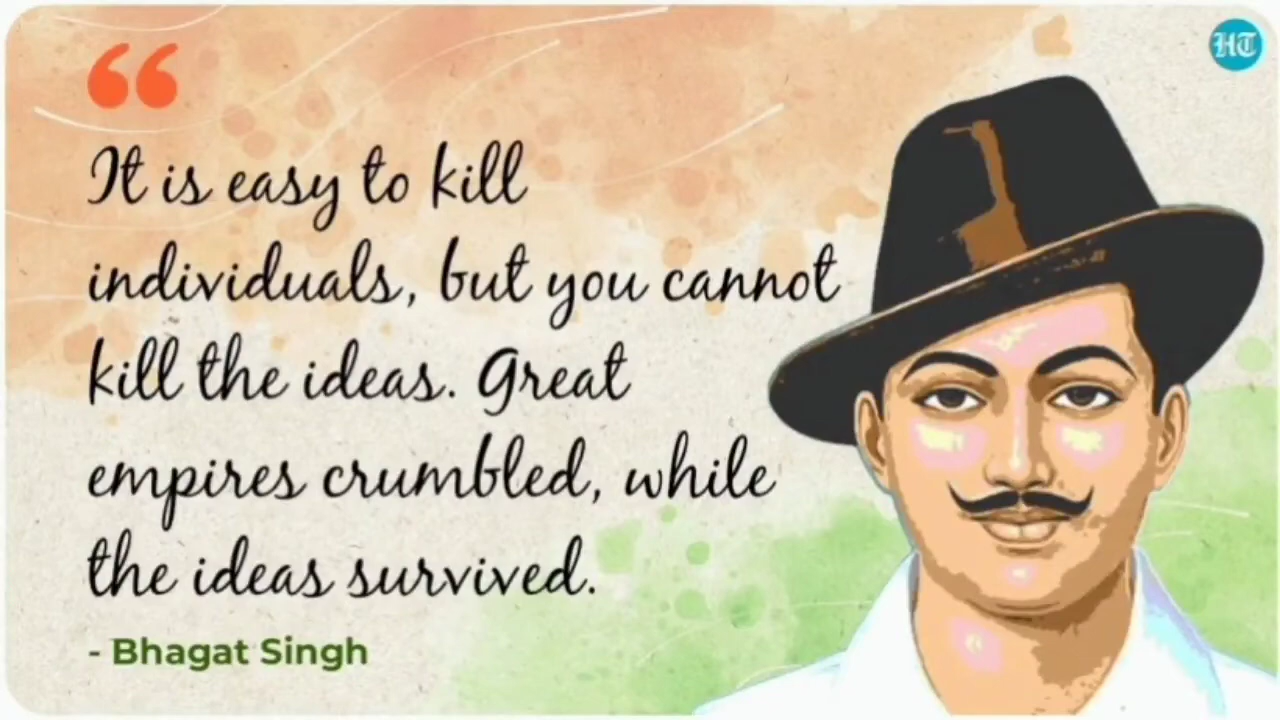 HT
“
It is easy to kill
individuals, but you cannot
kill the ideas. Great
empires crumbled, while
the ideas survived.
- Bhagat Singh